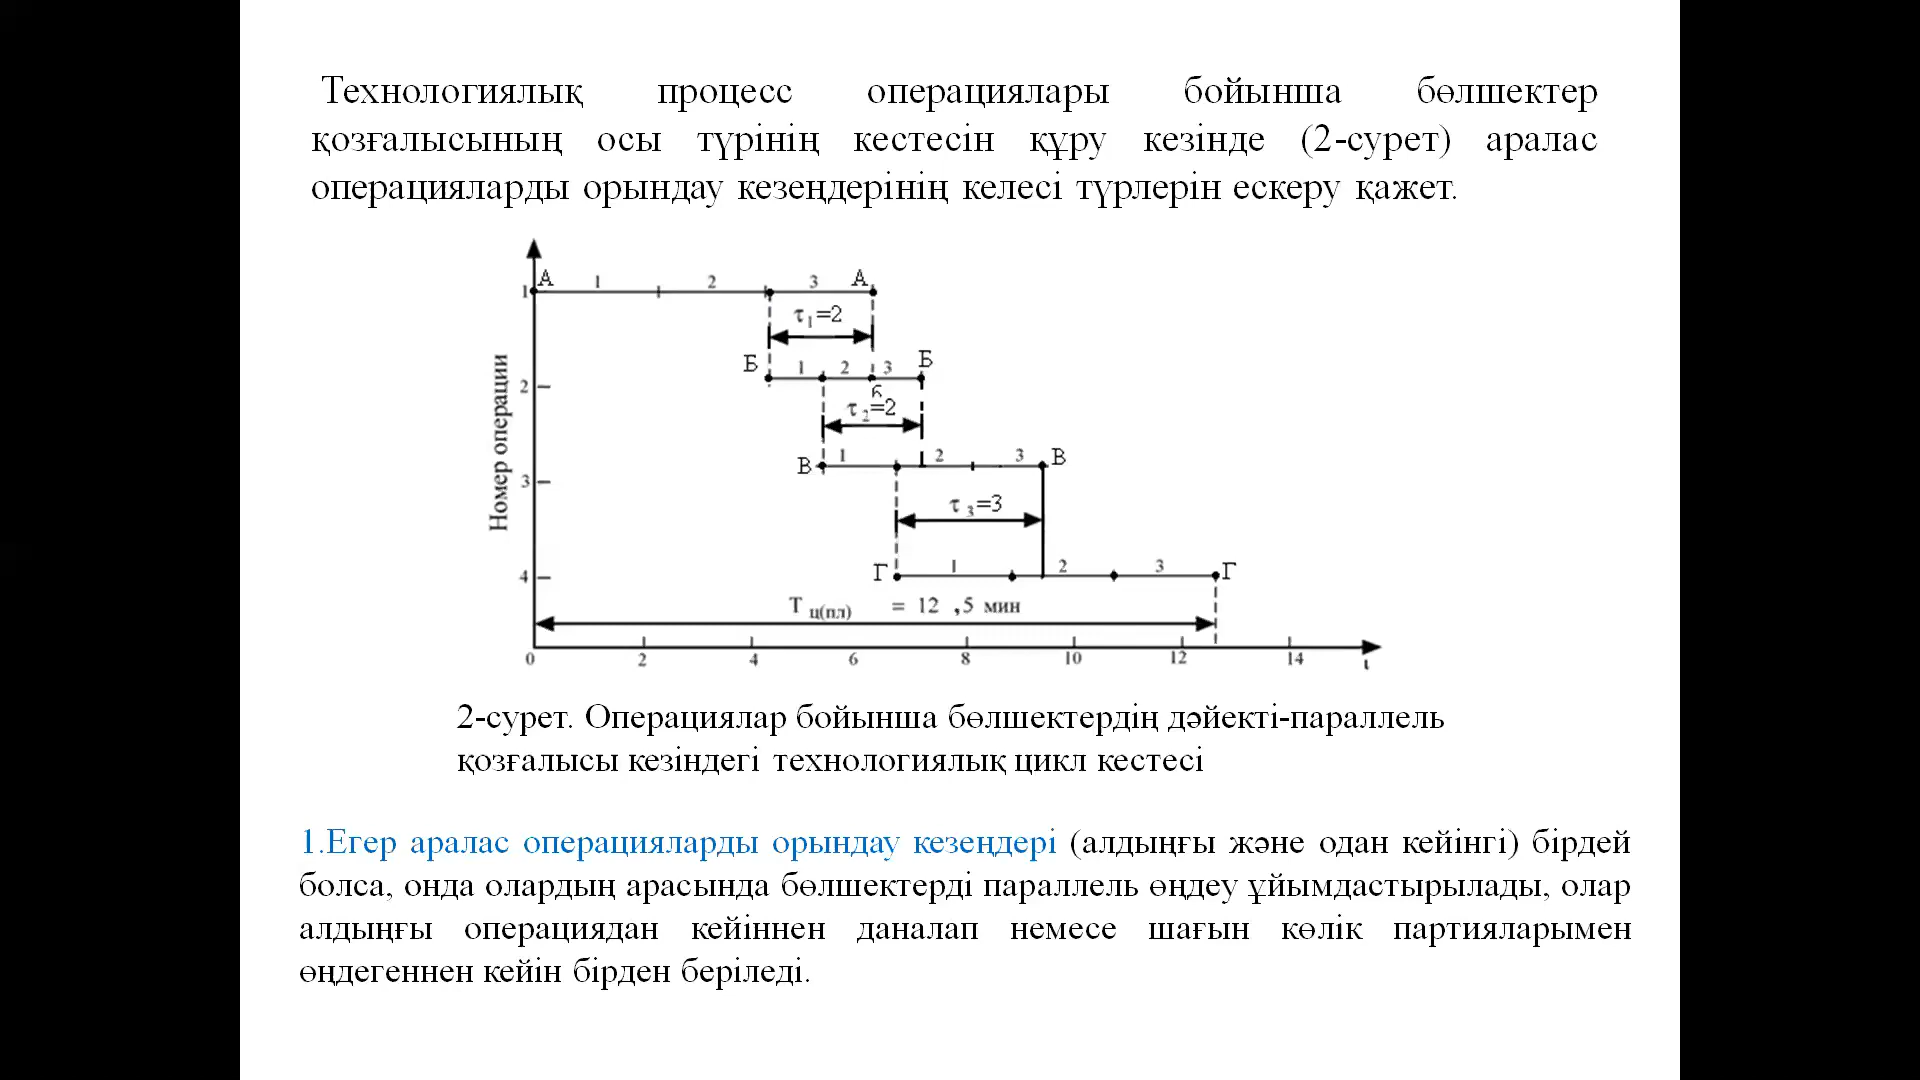 Технологиялық процесс операциялары бойынша бөлшектер
қозғалысының осы түрінің кестесін құру кезінде (2-сурет) аралас
операцияларды орындау кезеңдерінің келесі түрлерін ескеру қажет.
А 1 2 3 А
1
τ1=2
Б 1 2 3 Б
2
6
τ2=2
В 1 2 3 В
3
τ3=3
Номер операции
4
Г 1 2 3 Г
Т ц(пл) = 12 ,5 мин
0 2 4 6 8 10 12 14 t
2-сурет. Операциялар бойынша бөлшектердің дәйекті-параллель
қозғалысы кезіндегі технологиялық цикл кестесі
1.Егер аралас операцияларды орындау кезеңдері (алдыңғы және одан кейінгі) бірдей
болса, онда олардың арасында бөлшектерді параллель өңдеу ұйымдастырылады, олар
алдыңғы операциядан кейіннен даналап немесе шағын көлік партияларымен
өңдегеннен кейін бірден беріледі.